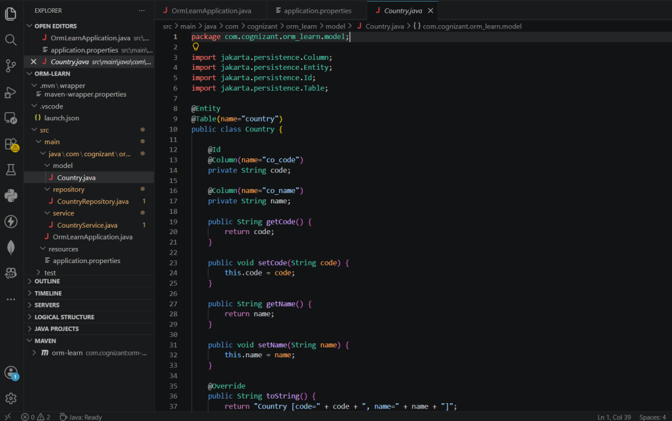 EXPLORER
OPEN EDITORS
OrmLearnApplication.java src\...
application.properties src\main...
Country.java src\main\java\com\...
ORM-LEARN
.mvn\wrapper
maven-wrapper.properties
.vscode
launch.json
src
main
java\com\cognizant\or...
model
Country.java
repository
CountryRepository.java 1
service
CountryService.java 1
OrmLearnApplication.java
resources
application.properties
test
OUTLINE
TIMELINE
SERVERS
LOGICAL STRUCTURE
JAVA PROJECTS
MAVEN
orm-learn com.cognizant:orm-...
OrmLearnApplication.java
application.properties
Country.java
src > main > java > com > cognizant > orm_learn > model > Country.java > {} com.cognizant.orm_learn.model
1 package com.cognizant.orm_learn.model;
2
3 import jakarta.persistence.Column;
4 import jakarta.persistence.Entity;
5 import jakarta.persistence.Id;
6 import jakarta.persistence.Table;
7
8 @Entity
9 @Table(name="country")
10 public class Country {
11
12 @Id
13 @Column(name="co_code")
14 private String code;
15
16 @Column(name="co_name")
17 private String name;
18
19 public String getCode() {
20 return code;
21 }
22
23 public void setCode(String code) {
24 this.code = code;
25 }
26
27 public String getName() {
28 return name;
29 }
30
31 public void setName(String name) {
32 this.name = name;
33 }
34
35 @Override
36 public String toString() {
37 return "Country [code=" + code + ", name=" + name + "]";
0 2 Java: Ready
Ln 1, Col 39 Spaces: 4